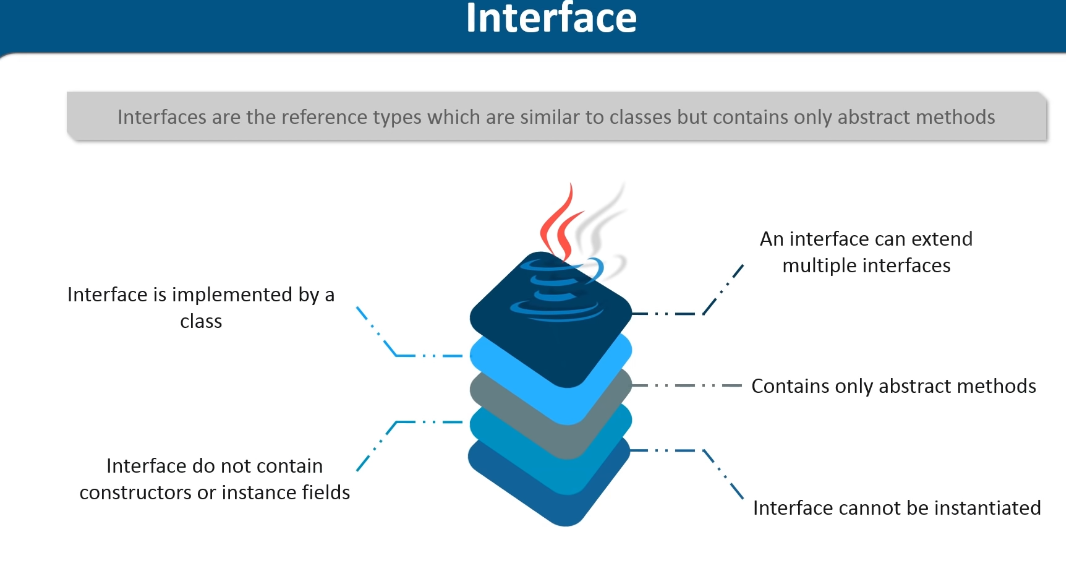 Interface
Interfaces are the reference types which are similar to classes but contains only abstract methods
An interface can extend
multiple interfaces
Interface is implemented by a
class
Contains only abstract methods
Interface do not contain
constructors or instance fields
Interface cannot be instantiated